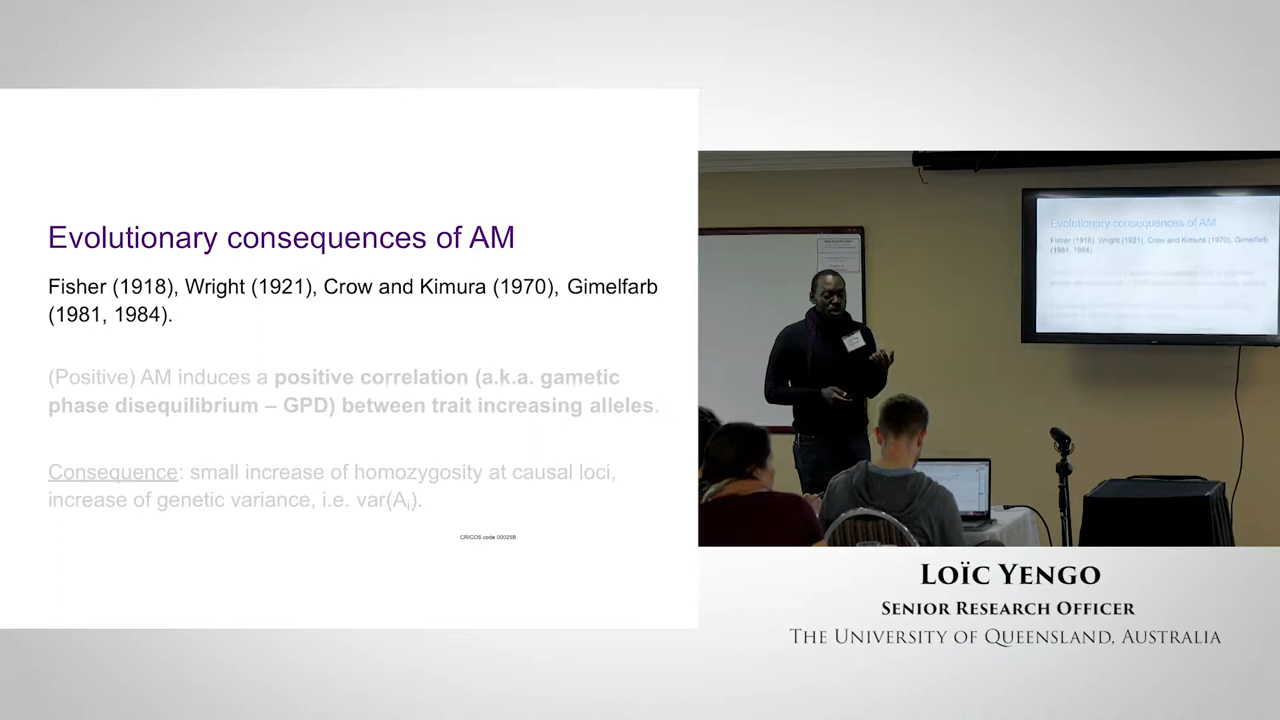 Evolutionary consequences of AM
Fisher (1918), Wright (1921), Crow and Kimura (1970), Gimelfarb
(1981, 1984).
(Positive) AM induces a positive correlation (a.k.a. gametic
phase disequilibrium – GPD) between trait increasing alleles.
Consequence: small increase of homozygosity at causal loci,
increase of genetic variance, i.e. var(Aᵢ).
CRICOS code 00025B
Evolutionary consequences of AM
Fisher (1918), Wright (1921), Crow and Kimura (1970), Gimelfarb
(1981, 1984).
Loïc Yengo
Senior Research Officer
The University of Queensland, Australia